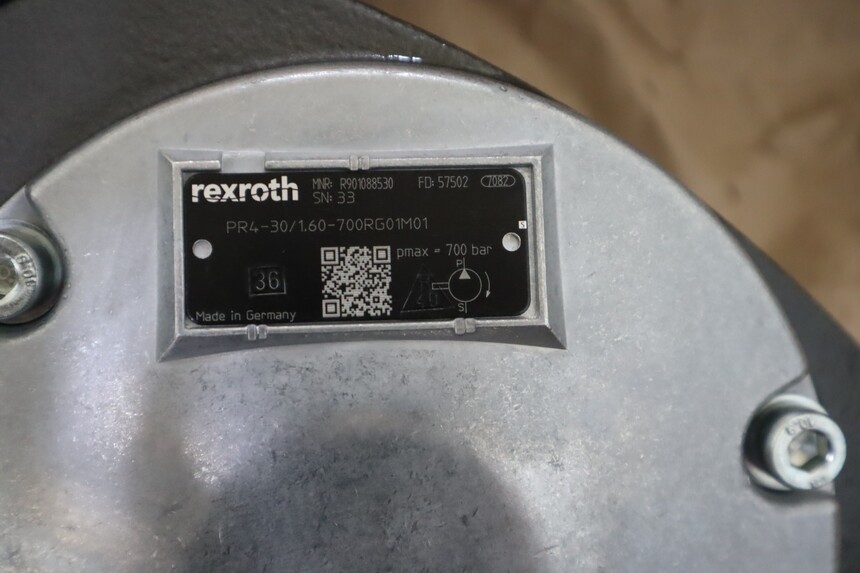 rexroth MNR: R901088530 FD: 57502 7082
SN: 33
PR4-30/1.60-700RG01M01
S
pmax = 700 bar
P
36
S
Made in Germany